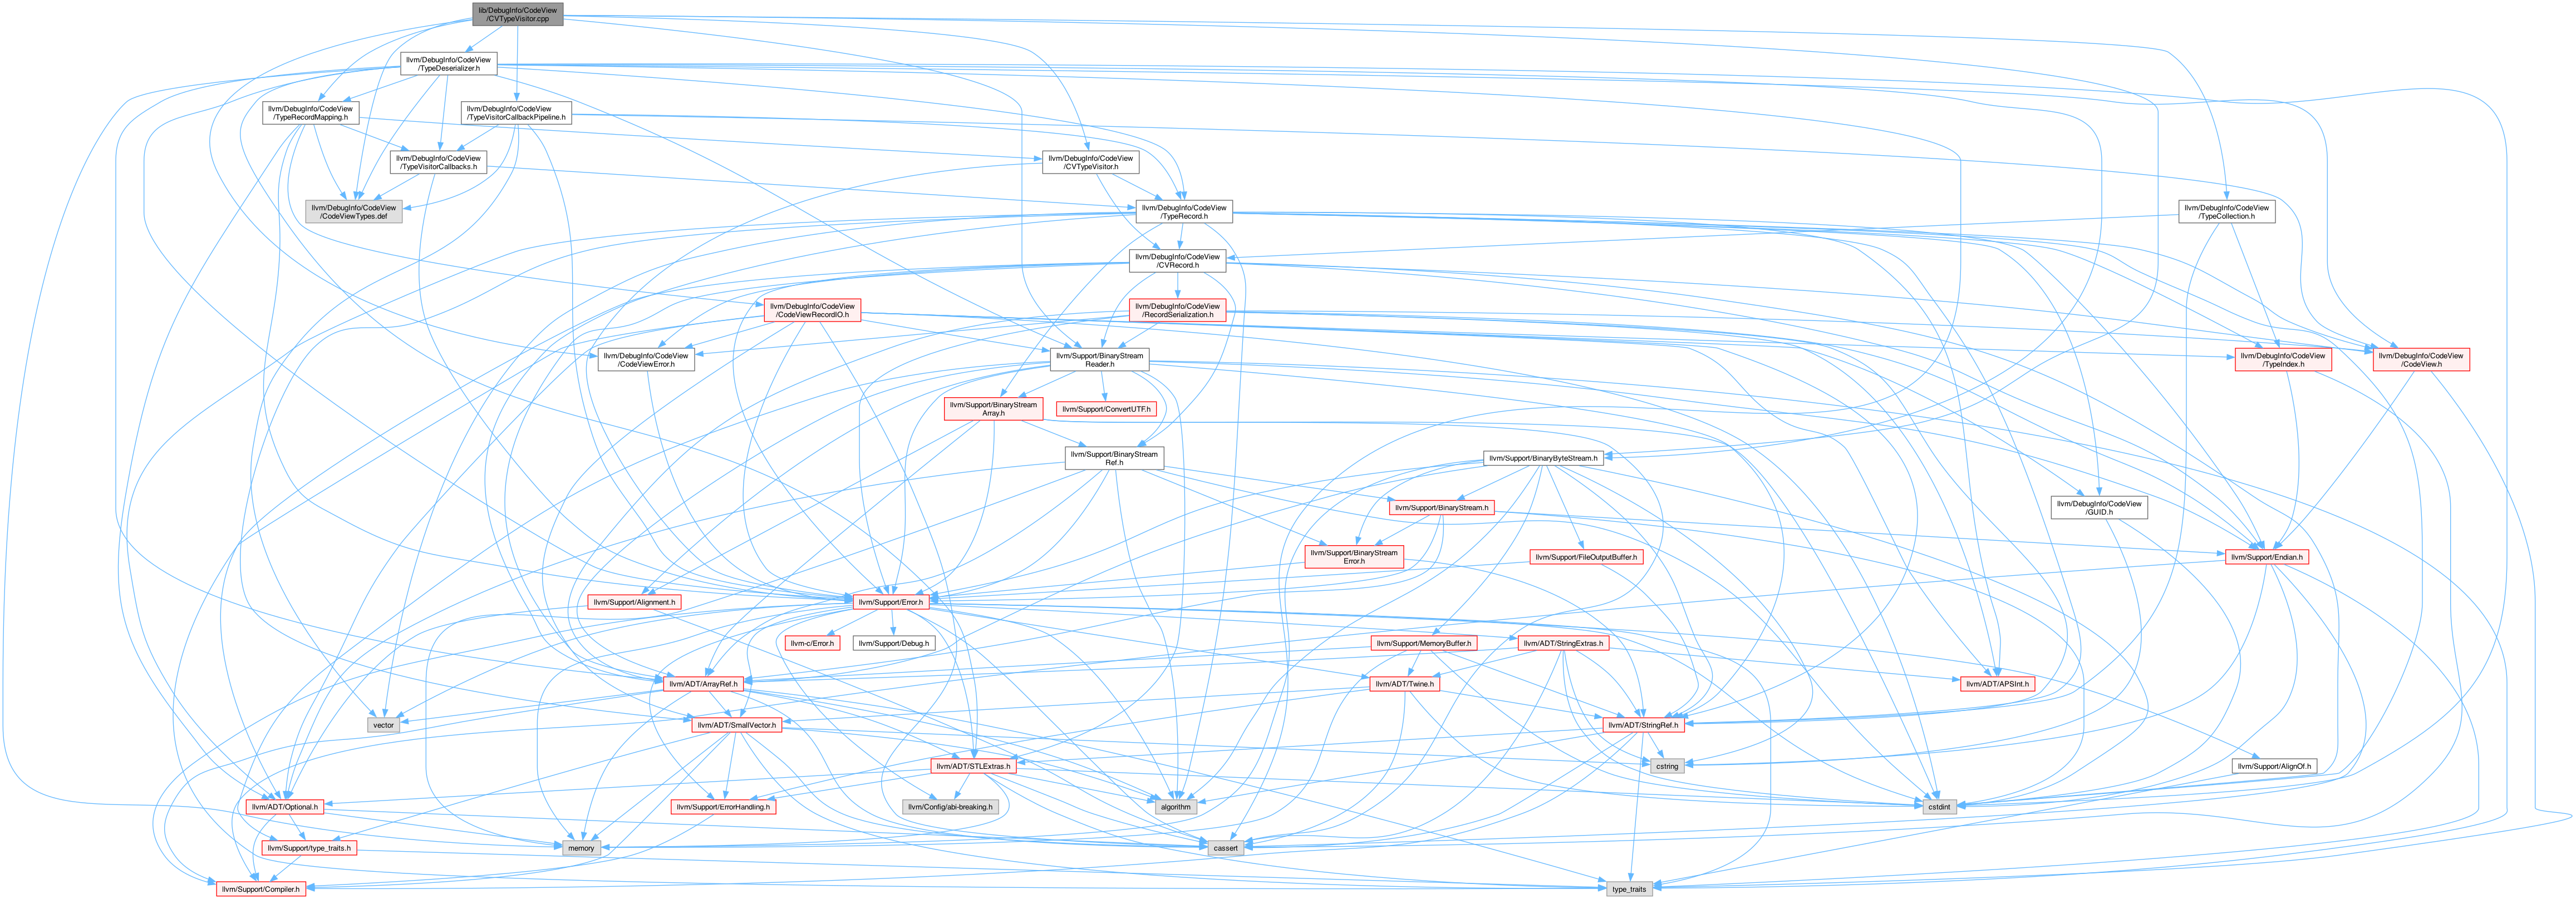 lib/DebugInfo/CodeView
/CVTypeVisitor.cpp
llvm/DebugInfo/CodeView
/TypeDeserializer.h
llvm/DebugInfo/CodeView
/TypeRecordMapping.h
llvm/DebugInfo/CodeView
/TypeVisitorCallbackPipeline.h
llvm/DebugInfo/CodeView
/TypeVisitorCallbacks.h
llvm/DebugInfo/CodeView
/CVTypeVisitor.h
llvm/DebugInfo/CodeView
/CodeViewTypes.def
llvm/DebugInfo/CodeView
/TypeRecord.h
llvm/DebugInfo/CodeView
/TypeCollection.h
llvm/DebugInfo/CodeView
/CVRecord.h
llvm/DebugInfo/CodeView
/CodeViewRecordIO.h
llvm/DebugInfo/CodeView
/RecordSerialization.h
llvm/DebugInfo/CodeView
/CodeViewError.h
llvm/Support/BinaryStream
Reader.h
llvm/DebugInfo/CodeView
/TypeIndex.h
llvm/DebugInfo/CodeView
/CodeView.h
llvm/Support/BinaryStream
Array.h
llvm/Support/ConvertUTF.h
llvm/Support/BinaryStream
Ref.h
llvm/Support/BinaryByteStream.h
llvm/Support/BinaryStream.h
llvm/DebugInfo/CodeView
/GUID.h
llvm/Support/BinaryStream
Error.h
llvm/Support/FileOutputBuffer.h
llvm/Support/Endian.h
llvm/Support/Alignment.h
llvm/Support/Error.h
llvm-c/Error.h
llvm/Support/Debug.h
llvm/Support/MemoryBuffer.h
llvm/ADT/StringExtras.h
llvm/ADT/ArrayRef.h
llvm/ADT/Twine.h
llvm/ADT/APSInt.h
vector
llvm/ADT/SmallVector.h
llvm/ADT/StringRef.h
llvm/ADT/STLExtras.h
cstring
llvm/Support/AlignOf.h
llvm/ADT/Optional.h
llvm/Support/ErrorHandling.h
llvm/Config/abi-breaking.h
algorithm
cstdint
llvm/Support/type_traits.h
memory
cassert
llvm/Support/Compiler.h
type_traits